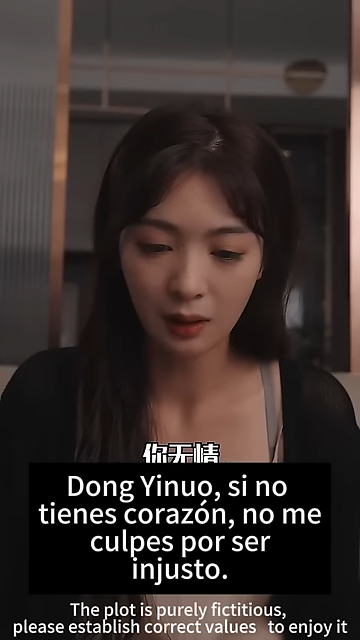 你无情
Dong Yinuo, si no
tienes corazón, no me
culpes por ser
injusto.
The plot is purely fictitious,
please establish correct values to enjoy it